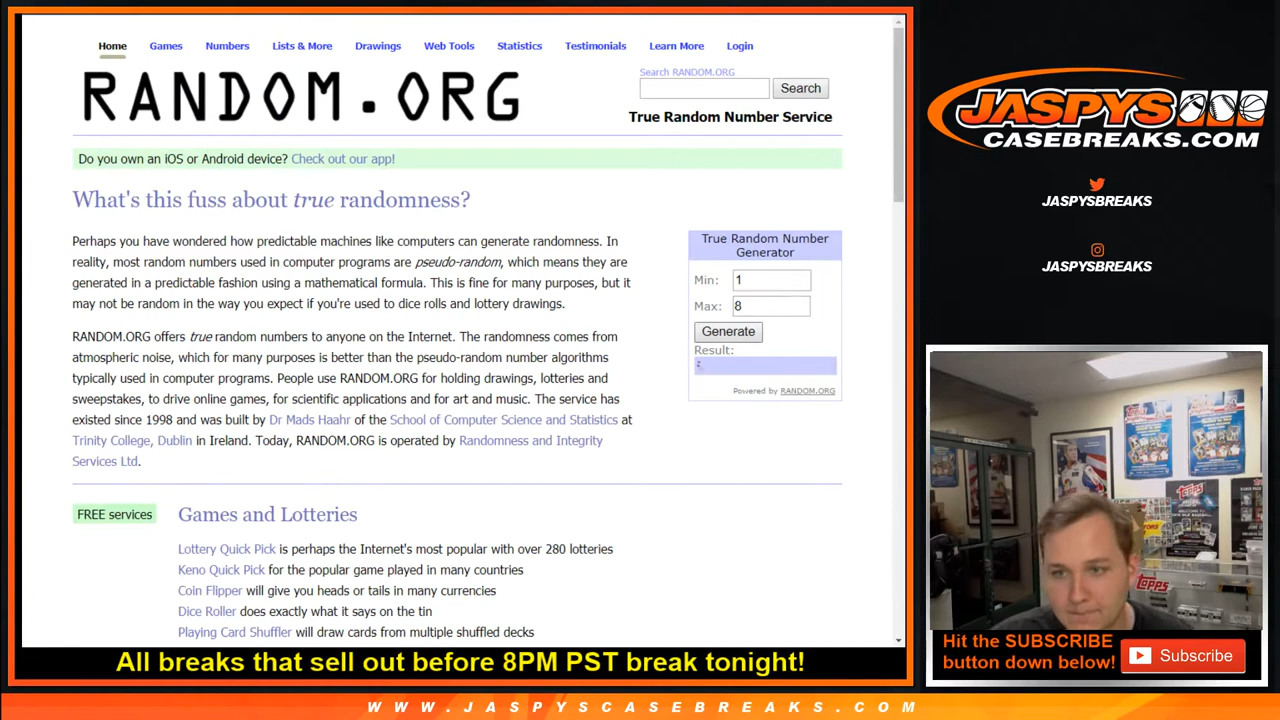 Home Games Numbers Lists & More Drawings Web Tools Statistics Testimonials Learn More Login
RANDOM.ORG
Search RANDOM.ORG
Search
True Random Number Service
Do you own an iOS or Android device? Check out our app!
What's this fuss about true randomness?
Perhaps you have wondered how predictable machines like computers can generate randomness. In
reality, most random numbers used in computer programs are pseudo-random, which means they are
generated in a predictable fashion using a mathematical formula. This is fine for many purposes, but it
may not be random in the way you expect if you're used to dice rolls and lottery drawings.
RANDOM.ORG offers true random numbers to anyone on the Internet. The randomness comes from
atmospheric noise, which for many purposes is better than the pseudo-random number algorithms
typically used in computer programs. People use RANDOM.ORG for holding drawings, lotteries and
sweepstakes, to drive online games, for scientific applications and for art and music. The service has
existed since 1998 and was built by Dr Mads Haahr of the School of Computer Science and Statistics at
Trinity College, Dublin in Ireland. Today, RANDOM.ORG is operated by Randomness and Integrity
Services Ltd.
True Random Number
Generator
Min: 1
Max: 8
Generate
Result:
Powered by RANDOM.ORG
FREE services
Games and Lotteries
Lottery Quick Pick is perhaps the Internet's most popular with over 280 lotteries
Keno Quick Pick for the popular game played in many countries
Coin Flipper will give you heads or tails in many currencies
Dice Roller does exactly what it says on the tin
Playing Card Shuffler will draw cards from multiple shuffled decks
JASPYS
CASEBREAKS.COM
JASPYSBREAKS
JASPYSBREAKS
topps
topps
Hit the SUBSCRIBE
button down below!
Subscribe
All breaks that sell out before 8PM PST break tonight!
WWW.JASPYSCASEBREAKS.COM